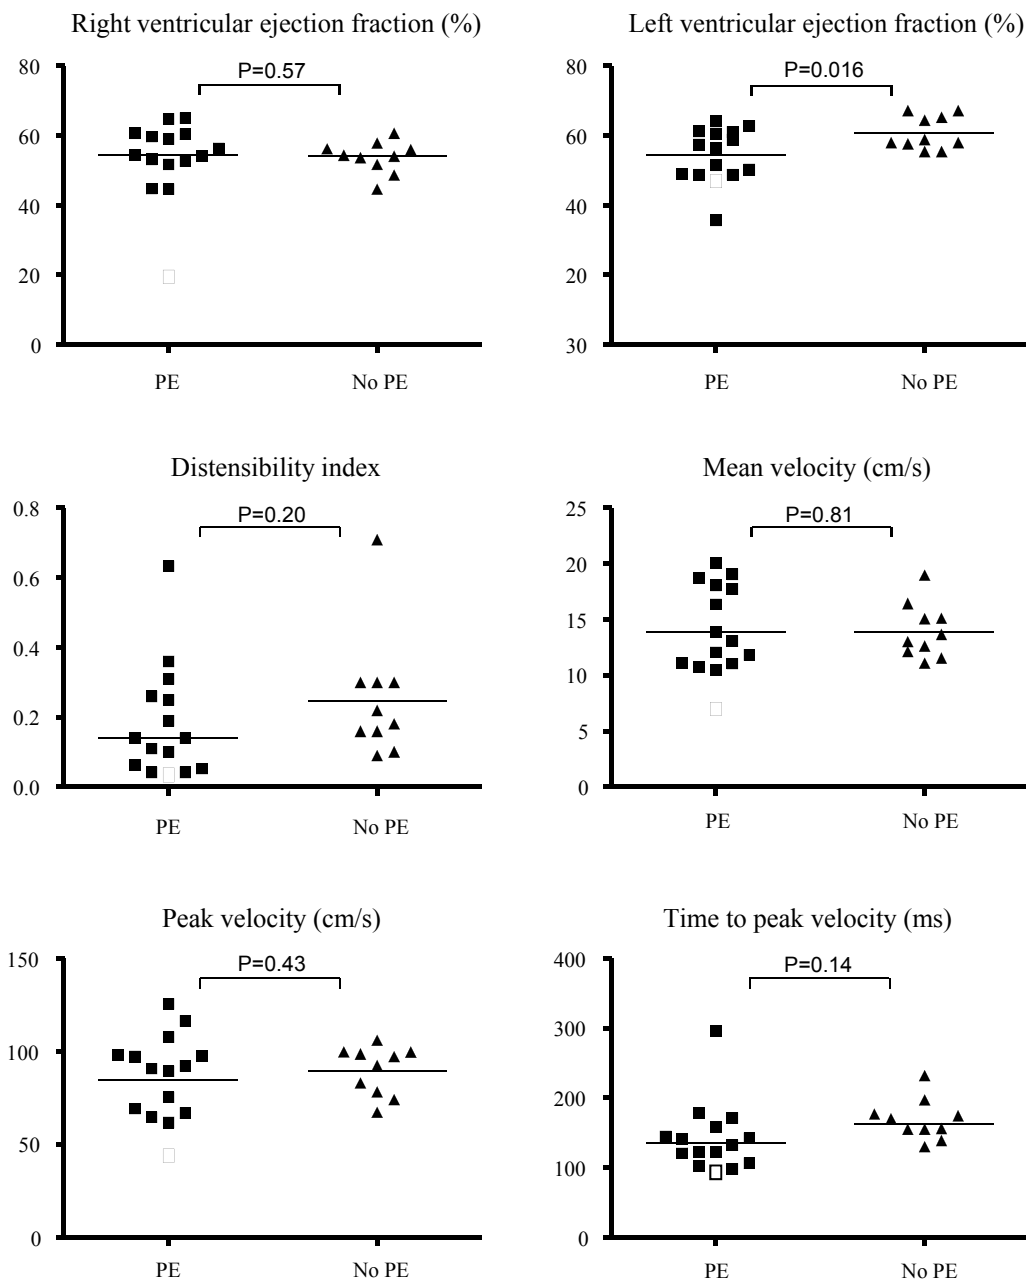 Right ventricular ejection fraction (%)
80
60
40
20
0
P=0.57
PE
No PE
Left ventricular ejection fraction (%)
80
60
40
20
30
P=0.016
PE
No PE
Distensibility index
0.8
0.6
0.4
0.2
0.0
P=0.20
PE
No PE
Mean velocity (cm/s)
25
20
15
10
5
0
P=0.81
PE
No PE
Peak velocity (cm/s)
150
100
50
0
P=0.43
PE
No PE
Time to peak velocity (ms)
400
300
200
100
0
P=0.14
PE
No PE